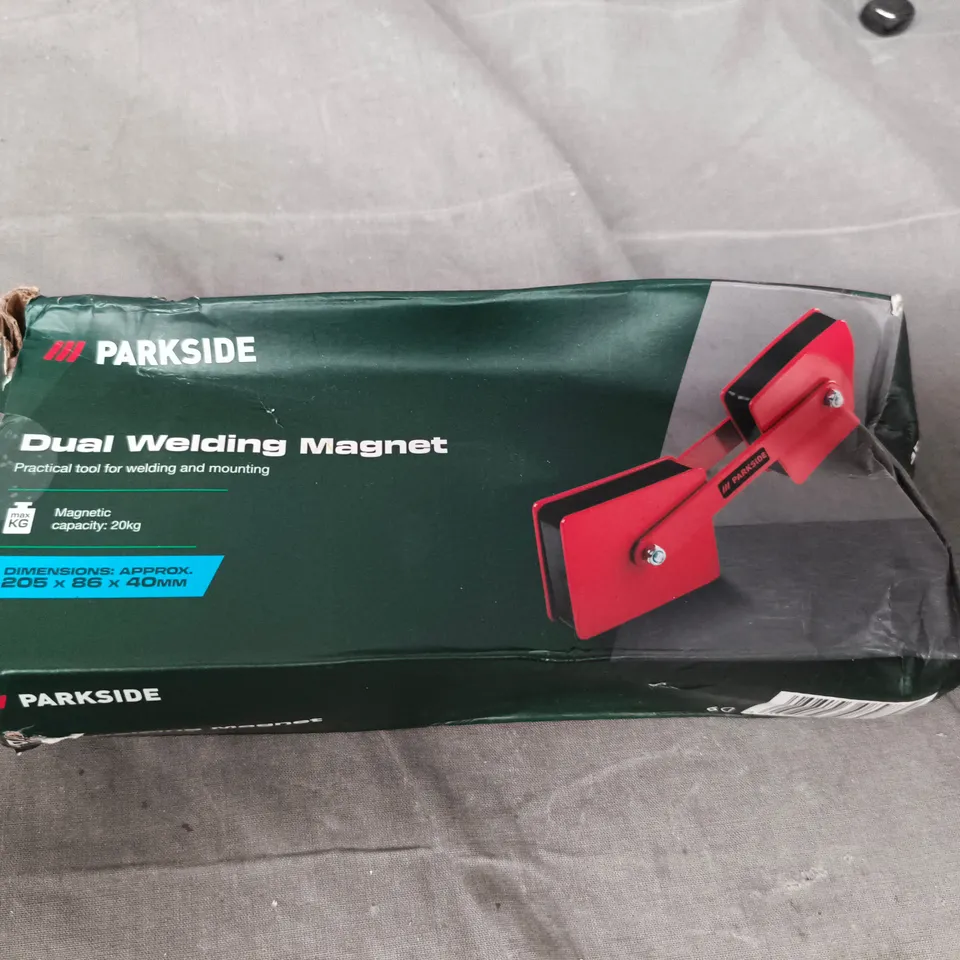 PARKSIDE
Dual Welding Magnet
Practical tool for welding and mounting
max
KG
Magnetic
capacity: 20kg
DIMENSIONS: APPROX.
205 x 86 x 40MM
PARKSIDE
PARKSIDE
Magnet